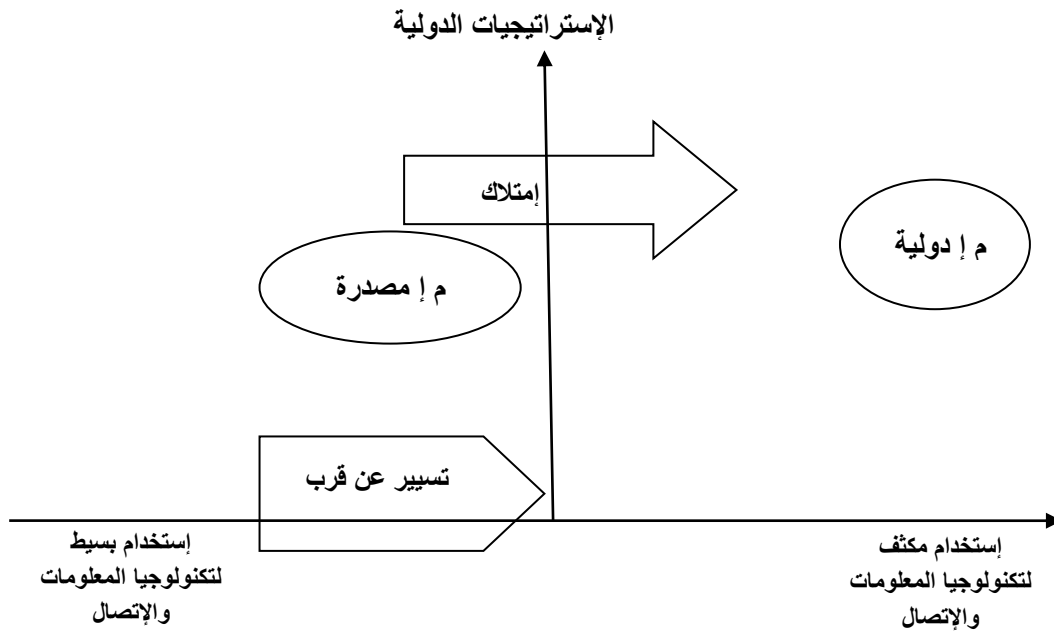 الإستراتيجيات الدولية
إمتلاك
م إ دولية
م إ مصدرة
تسيير عن قرب
إستخدام مكثف
لتكنولوجيا المعلومات
والإتصال
إستخدام بسيط
لتكنولوجيا المعلومات
والإتصال